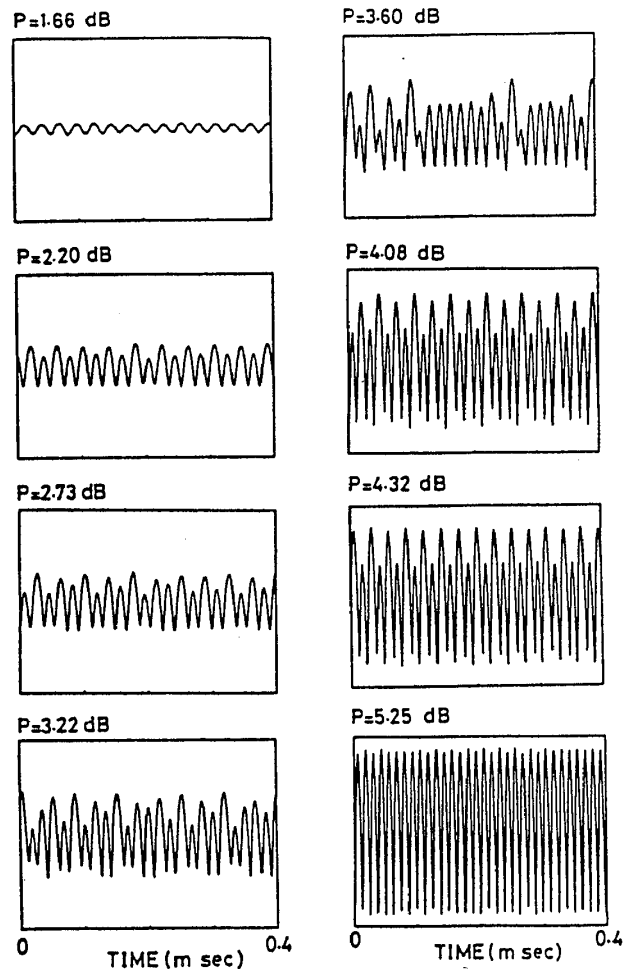 P=1.66 dB
P=2.20 dB
P=2.73 dB
P=3.22 dB
0 0.4
TIME (m sec)
P=3.60 dB
P=4.08 dB
P=4.32 dB
P=5.25 dB
0 0.4
TIME (m sec)